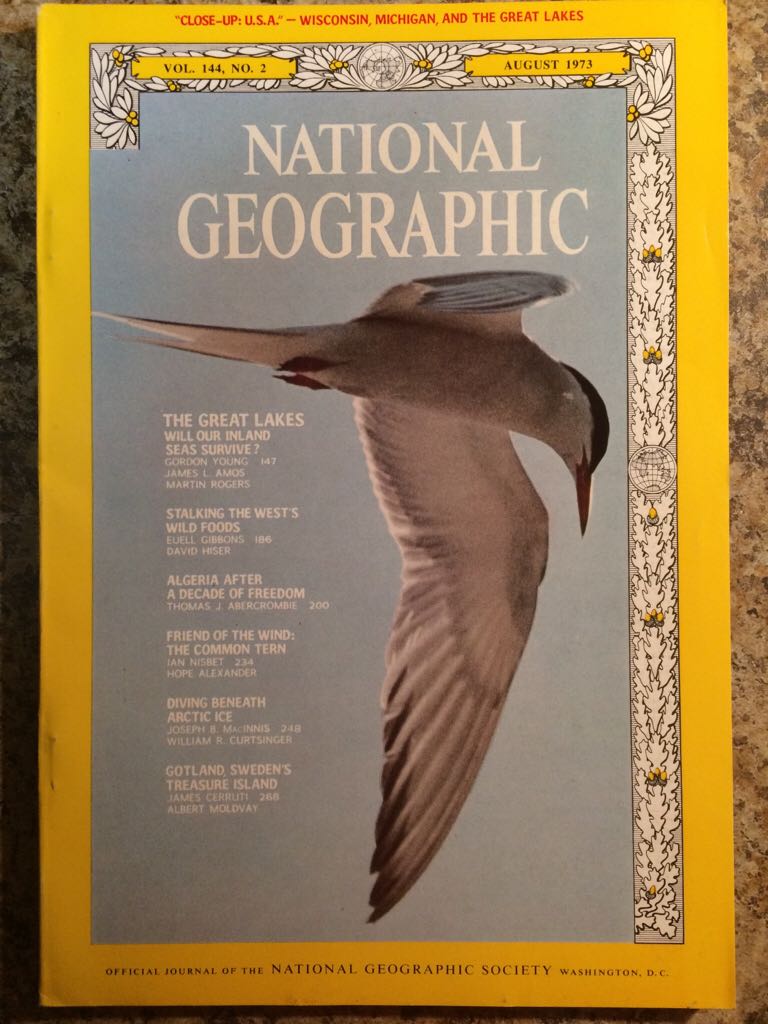 "CLOSE-UP: U.S.A." — WISCONSIN, MICHIGAN, AND THE GREAT LAKES
VOL. 144, NO. 2
AUGUST 1973
NATIONAL
GEOGRAPHIC
THE GREAT LAKES
WILL OUR INLAND
SEAS SURVIVE?
GORDON YOUNG 147
JAMES L. AMOS
MARTIN ROGERS
STALKING THE WEST'S
WILD FOODS
EUELL GIBBONS 186
DAVID HISER
ALGERIA AFTER
A DECADE OF FREEDOM
THOMAS J. ABERCROMBIE 200
FRIEND OF THE WIND:
THE COMMON TERN
IAN NISBET 234
HOPE ALEXANDER
DIVING BENEATH
ARCTIC ICE
JOSEPH B. MACINNIS 248
WILLIAM R. CURTSINGER
GOTLAND, SWEDEN'S
TREASURE ISLAND
JAMES CERRUTI 268
ALBERT MOLDVAY
OFFICIAL JOURNAL OF THE NATIONAL GEOGRAPHIC SOCIETY WASHINGTON, D.C.